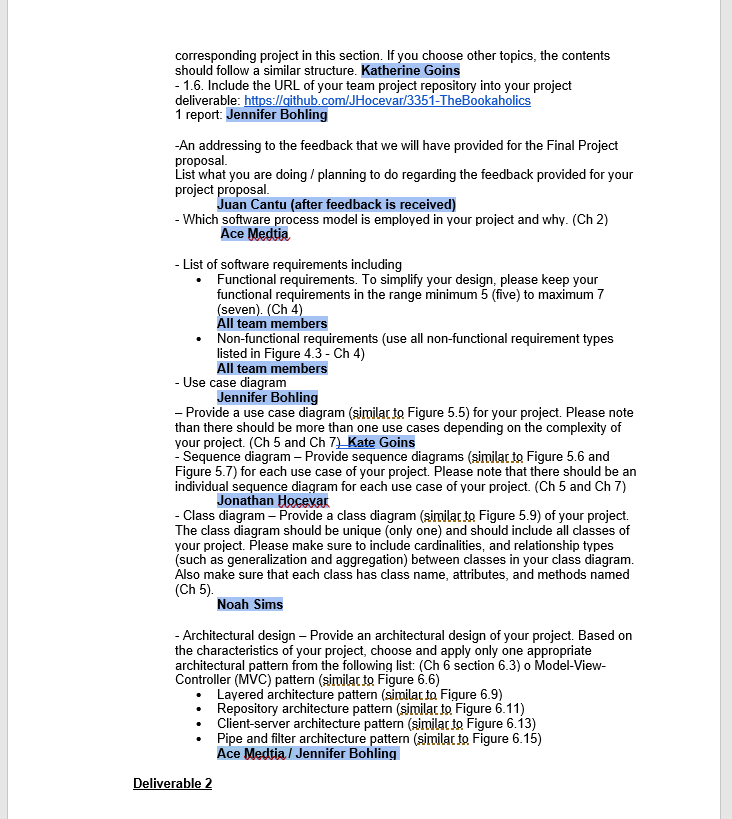 corresponding project in this section. If you choose other topics, the contents
should follow a similar structure. Katherine Goins
- 1.6. Include the URL of your team project repository into your project
deliverable: https://github.com/JHocevar/3351-TheBookaholics
1 report: Jennifer Bohling
-An addressing to the feedback that we will have provided for the Final Project
proposal.
List what you are doing / planning to do regarding the feedback provided for your
project proposal.
Juan Cantu (after feedback is received)
- Which software process model is employed in your project and why. (Ch 2)
Ace Medtia
- List of software requirements including
• Functional requirements. To simplify your design, please keep your
functional requirements in the range minimum 5 (five) to maximum 7
(seven). (Ch 4)
All team members
• Non-functional requirements (use all non-functional requirement types
listed in Figure 4.3 - Ch 4)
All team members
- Use case diagram
Jennifer Bohling
– Provide a use case diagram (similar to Figure 5.5) for your project. Please note
than there should be more than one use cases depending on the complexity of
your project. (Ch 5 and Ch 7) Kate Goins
- Sequence diagram – Provide sequence diagrams (similar to Figure 5.6 and
Figure 5.7) for each use case of your project. Please note that there should be an
individual sequence diagram for each use case of your project. (Ch 5 and Ch 7)
Jonathan Hocevar
- Class diagram – Provide a class diagram (similar to Figure 5.9) of your project.
The class diagram should be unique (only one) and should include all classes of
your project. Please make sure to include cardinalities, and relationship types
(such as generalization and aggregation) between classes in your class diagram.
Also make sure that each class has class name, attributes, and methods named
(Ch 5).
Noah Sims
- Architectural design – Provide an architectural design of your project. Based on
the characteristics of your project, choose and apply only one appropriate
architectural pattern from the following list: (Ch 6 section 6.3) o Model-View-
Controller (MVC) pattern (similar to Figure 6.6)
• Layered architecture pattern (similar to Figure 6.9)
• Repository architecture pattern (similar to Figure 6.11)
• Client-server architecture pattern (similar to Figure 6.13)
• Pipe and filter architecture pattern (similar to Figure 6.15)
Ace Medtia / Jennifer Bohling
Deliverable 2